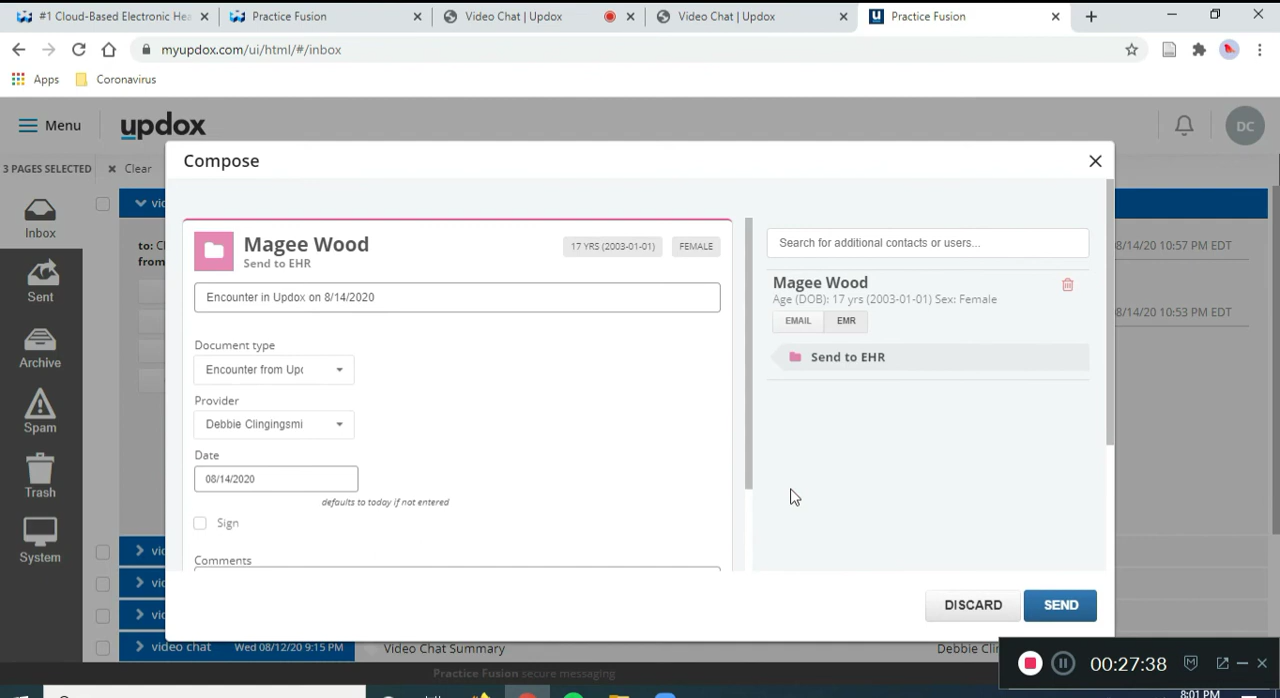 #1 Cloud-Based Electronic Hea
Practice Fusion
Video Chat | Updox
Video Chat | Updox
Practice Fusion
myupdox.com/ui/html/#/inbox
Apps
Coronavirus
Menu
updox
DC
3 PAGES SELECTED
Clear
Compose
Inbox
Sent
Archive
Spam
Trash
System
to:
from
8/14/20 10:57 PM EDT
8/14/20 10:53 PM EDT
Magee Wood
Send to EHR
17 YRS (2003-01-01)
FEMALE
Encounter in Updox on 8/14/2020
Document type
Encounter from Upd
Provider
Debbie Clingingsmi
Date
08/14/2020
defaults to today if not entered
Sign
Comments
Search for additional contacts or users...
Magee Wood
Age (DOB): 17 yrs (2003-01-01) Sex: Female
EMAIL
EMR
Send to EHR
DISCARD
SEND
video chat
Wed 08/12/20 9:15 PM
Video Chat Summary
Debbie Clin
Practice Fusion secure messaging
00:27:38
8:01 PM